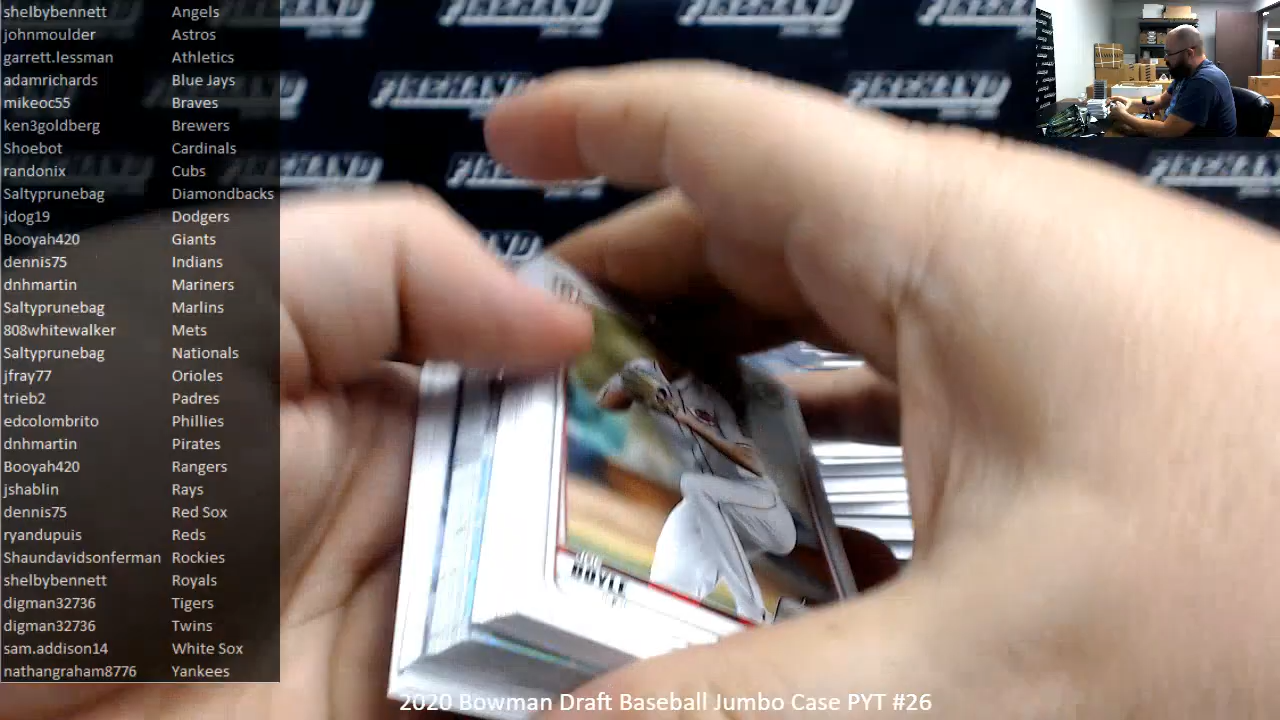 shelbybennett Angels
johnmoulder Astros
garrett.lessman Athletics
adamrichards Blue Jays
mikeoc55 Braves
ken3goldberg Brewers
Shoebot Cardinals
randonix Cubs
Saltyprunebag Diamondbacks
jdog19 Dodgers
Booyah420 Giants
dennis75 Indians
dnhmartin Mariners
Saltyprunebag Marlins
808whitewalker Mets
Saltyprunebag Nationals
jfray77 Orioles
trieb2 Padres
edcolombrito Phillies
dnhmartin Pirates
Booyah420 Rangers
jshablin Rays
dennis75 Red Sox
ryandupuis Reds
Shaundavidsonferman Rockies
shelbybennett Royals
digman32736 Tigers
digman32736 Twins
sam.addison14 White Sox
nathangraham8776 Yankees
FIREHAND
FIREHAND
FIREHAND
2020 Bowman Draft Baseball Jumbo Case PYT #26